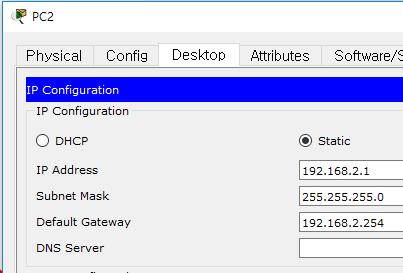 PC2
Physical Config Desktop Attributes Software/S
IP Configuration
IP Configuration
DHCP Static
IP Address 192.168.2.1
Subnet Mask 255.255.255.0
Default Gateway 192.168.2.254
DNS Server